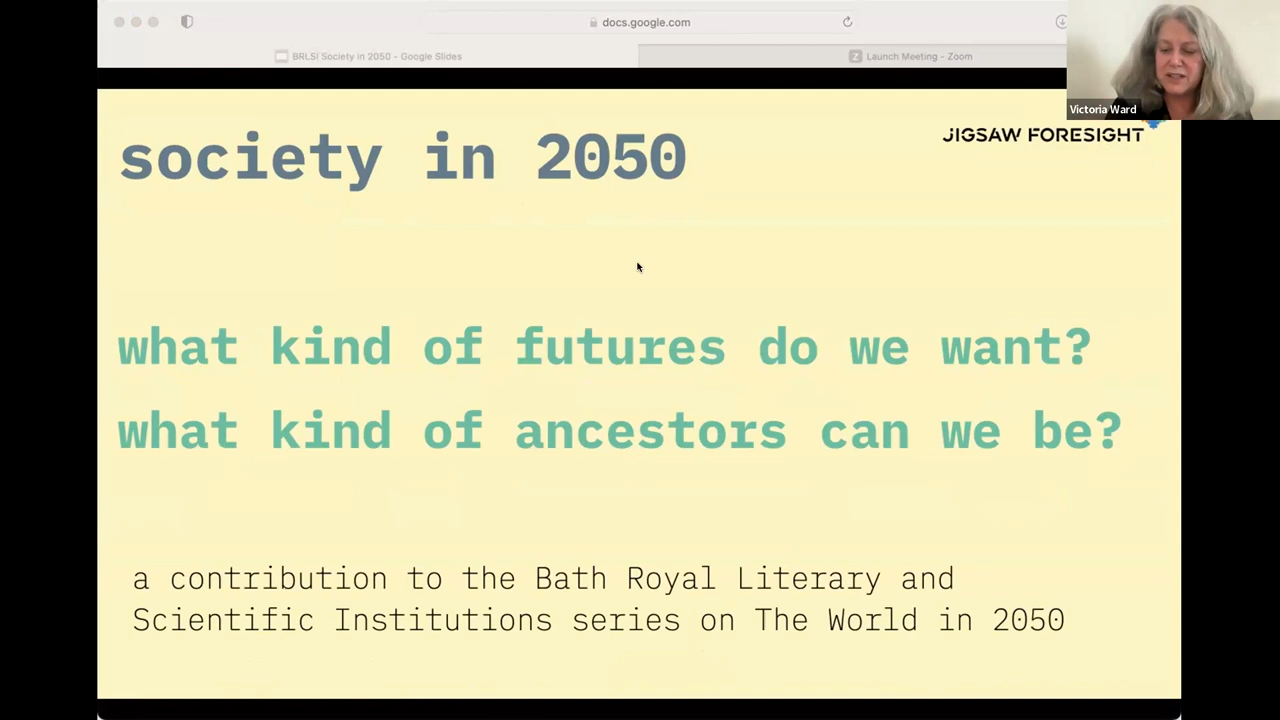 docs.google.com
BRLSI Society in 2050 - Google Slides
Launch Meeting - Zoom
Victoria Ward
JIGSAW FORESIGHT
society in 2050
what kind of futures do we want?
what kind of ancestors can we be?
a contribution to the Bath Royal Literary and
Scientific Institutions series on The World in 2050